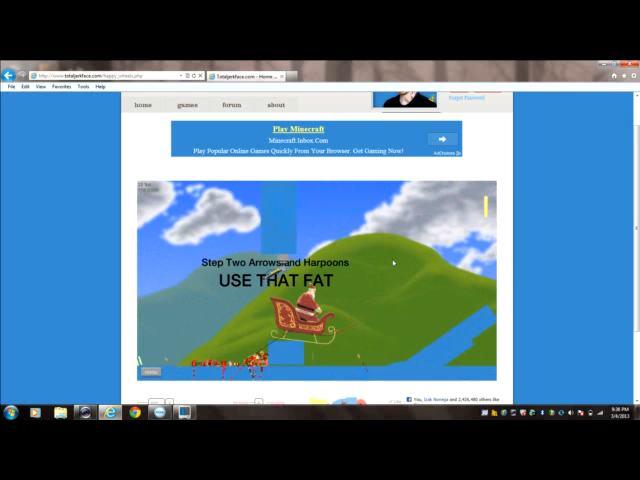 http://www.totaljerkface.com/happy_wheels.php
Totaljerkface.com - Home ...
File Edit View Favorites Tools Help
home games forum about
Forgot Password
Play Minecraft
Minecraft.Inbox.Com
Play Popular Online Games Quickly From Your Browser. Get Gaming Now!
AdChoices
Step Two Arrows and Harpoons
USE THAT FAT
menu
9:38 PM
3/4/2013